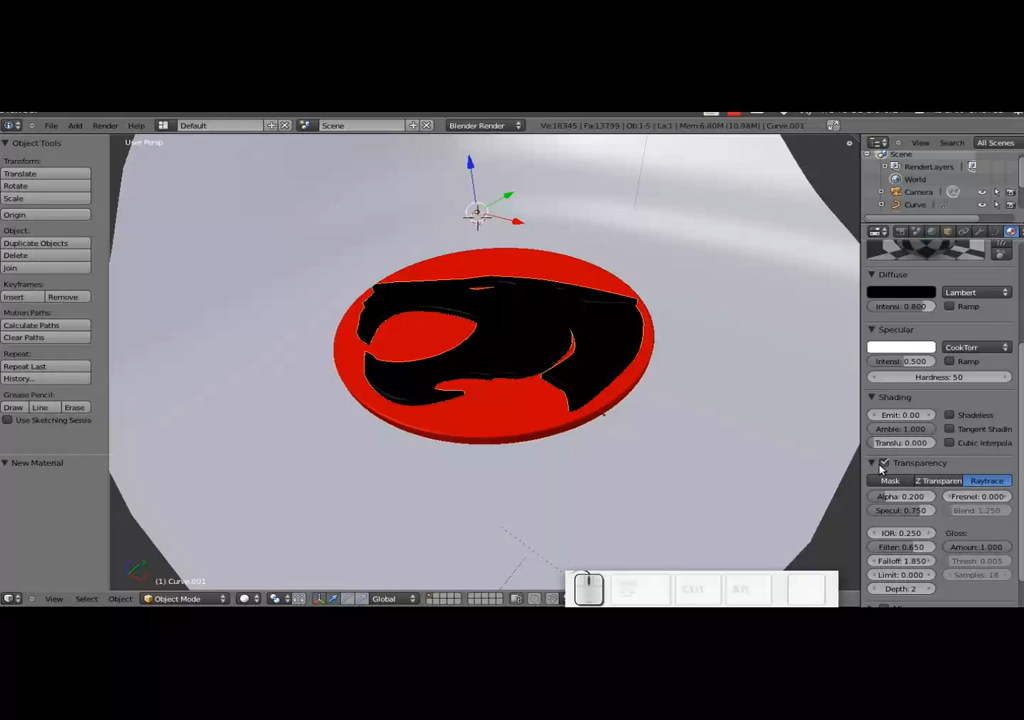 File Add Render Help Default Scene Blender Render Ve:18345 | Fa:13799 | Ob:1-5 | La:1 | Mem:6.80M (10.98M) | Curve.001
Object Tools
Transform:
Translate
Rotate
Scale
Origin
Object:
Duplicate Objects
Delete
Join
Keyframes:
Insert Remove
Motion Paths:
Calculate Paths
Clear Paths
Repeat:
Repeat Last
History...
Grease Pencil:
Draw Line Erase
Use Sketching Sessio
New Material
User Persp
(1) Curve.001
View Select Object Object Mode Global
Ctrl Alt
View Search All Scenes
Scene
RenderLayers
World
Camera
Curve
Diffuse
Lambert
Intensi: 0.800 Ramp
Specular
CookTorr
Intensi: 0.500 Ramp
Hardness: 50
Shading
Emit: 0.00 Shadeless
Ambie: 1.000 Tangent Shadin
Translu: 0.000 Cubic Interpola
Transparency
Mask Z Transparen Raytrace
Alpha: 0.200 Fresnel: 0.000
Specul: 0.750 Blend: 1.250
IOR: 0.250 Gloss:
Filter: 0.650 Amoun: 1.000
Falloff: 1.850 Thresh: 0.005
Limit: 0.000 Samples: 18
Depth: 2